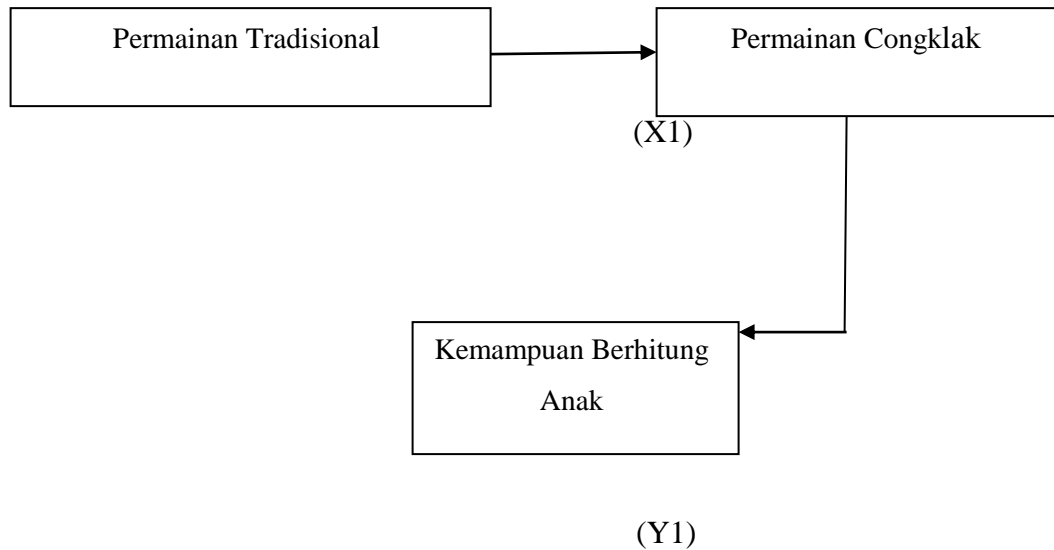 Permainan Tradisional
Permainan Congklak
(X1)
Kemampuan Berhitung
Anak
(Y1)